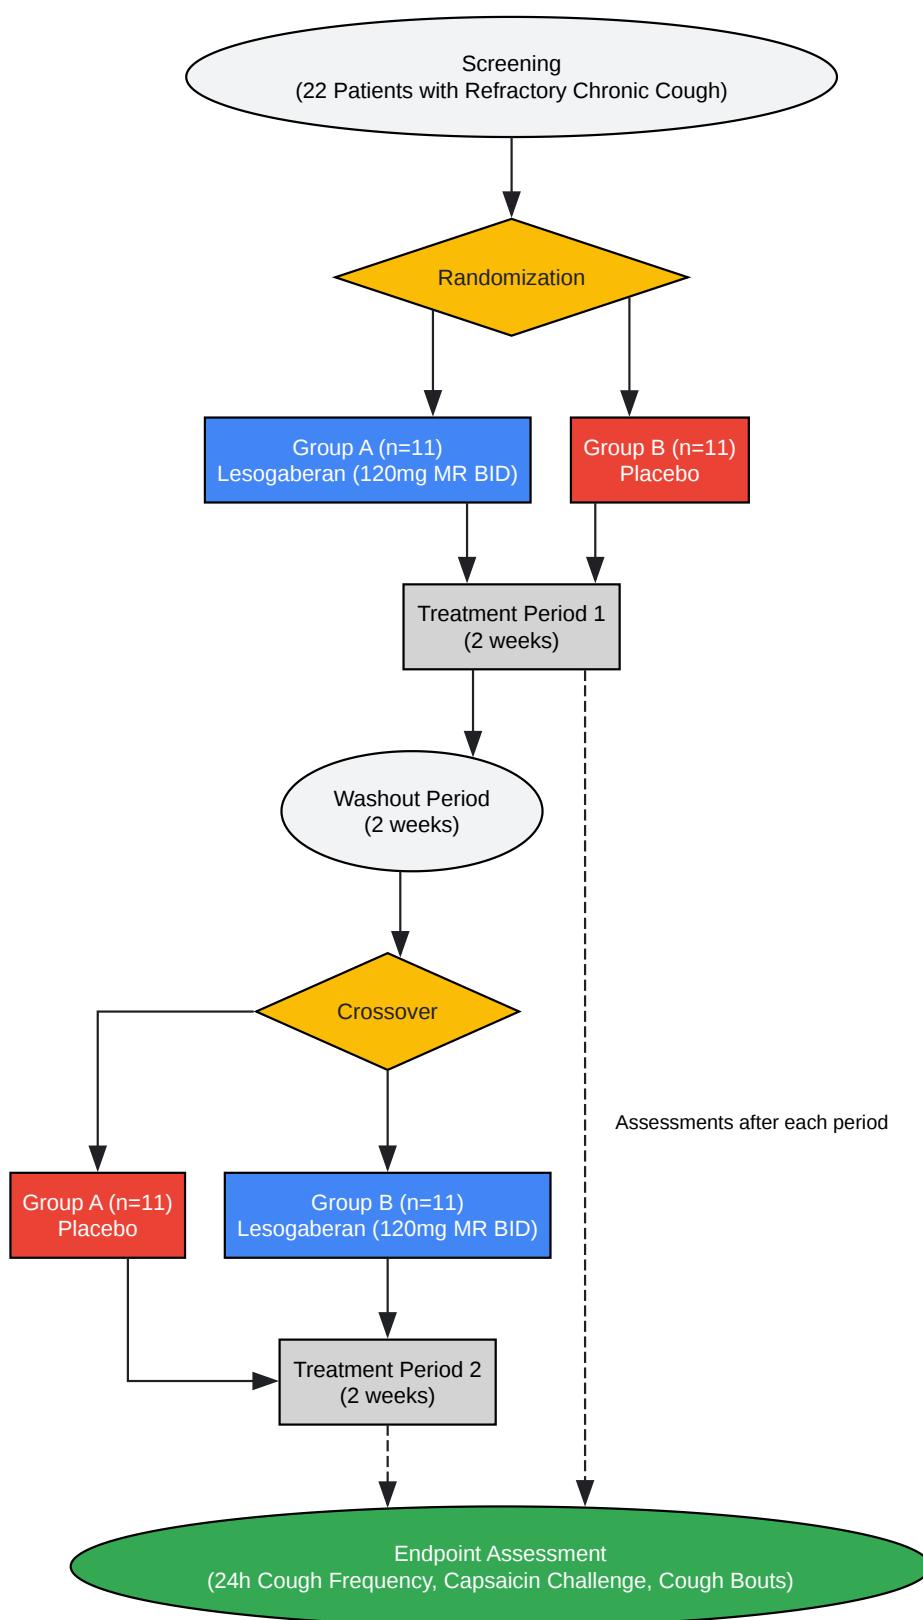 Screening
(22 Patients with Refractory Chronic Cough)
Randomization
Group A (n=11)
Lesogaberan (120mg MR BID)
Group B (n=11)
Placebo
Treatment Period 1
(2 weeks)
Washout Period
(2 weeks)
Crossover
Assessments after each period
Group A (n=11)
Placebo
Group B (n=11)
Lesogaberan (120mg MR BID)
Treatment Period 2
(2 weeks)
Endpoint Assessment
(24h Cough Frequency, Capsaicin Challenge, Cough Bouts)